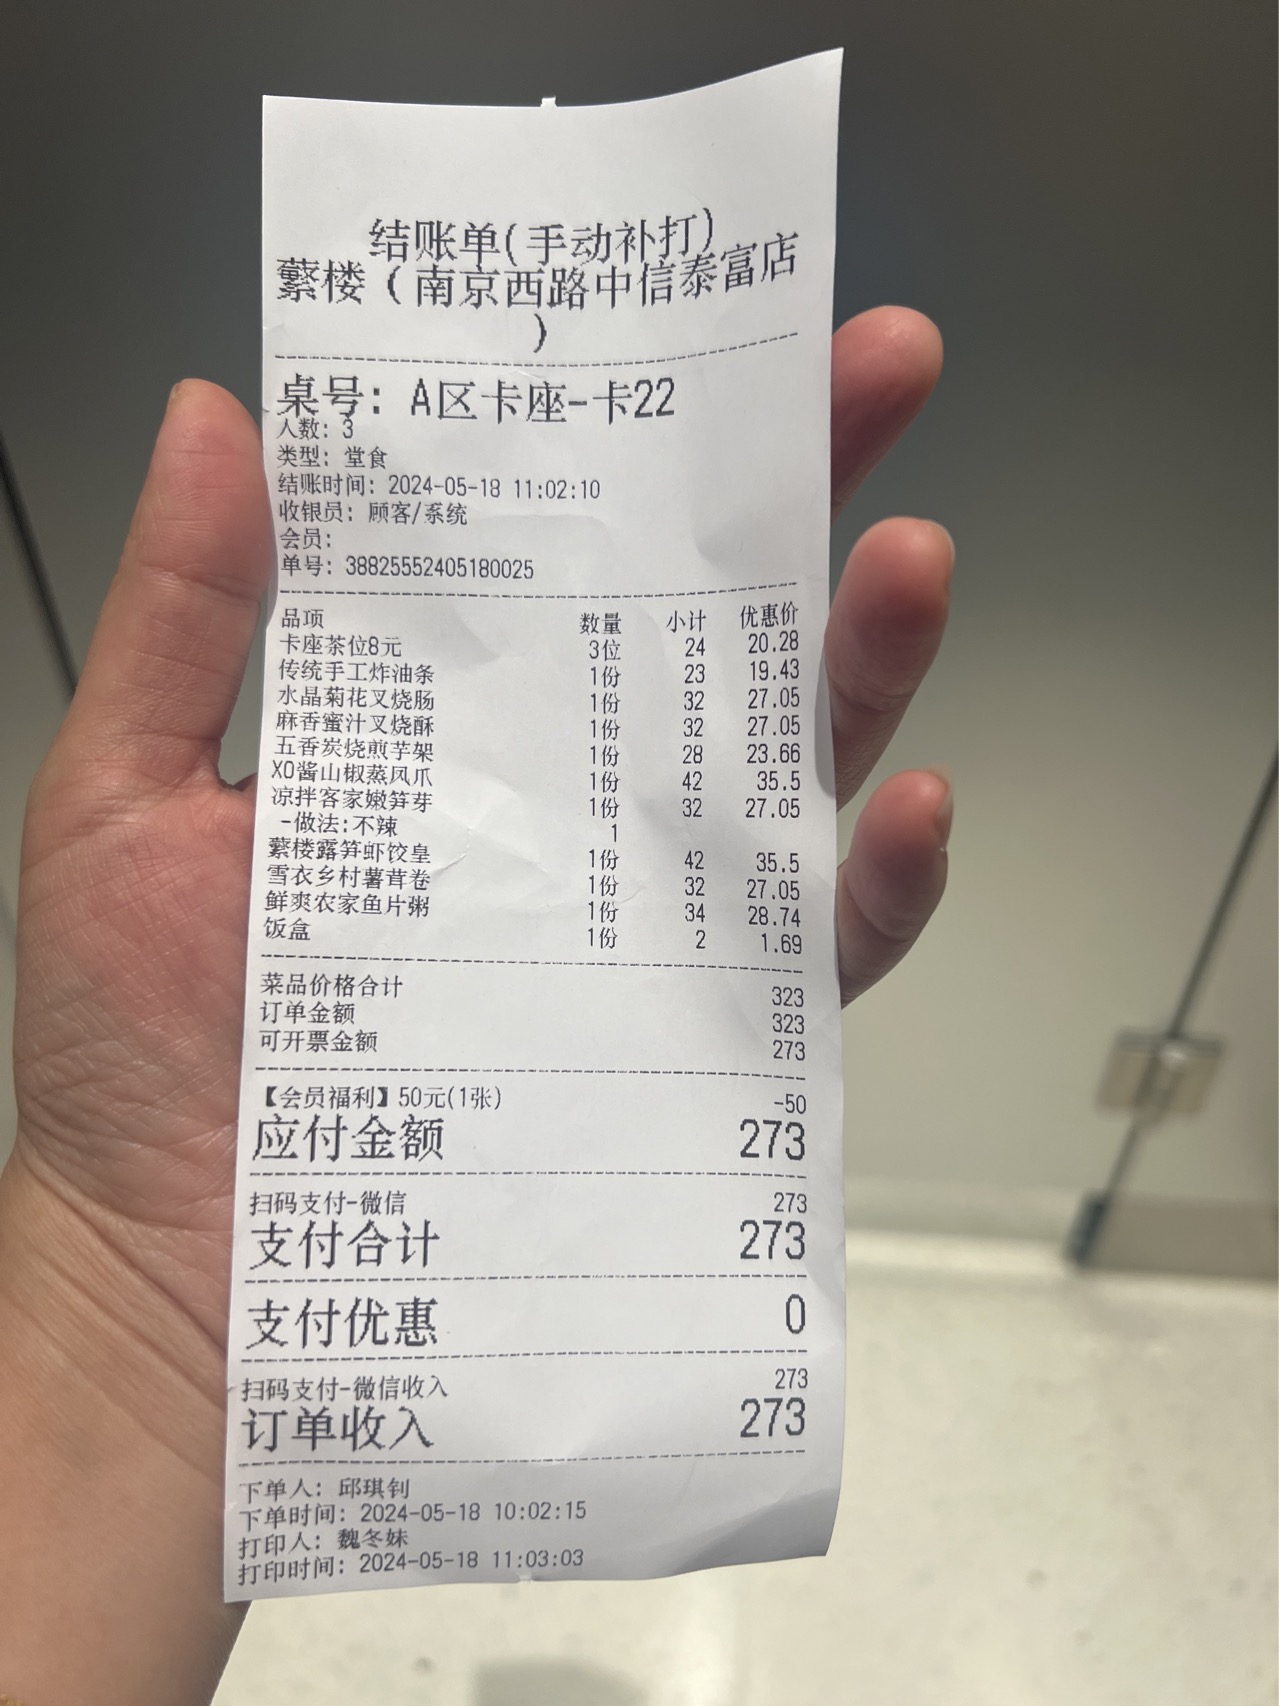 结账单(手动补打)
蘩楼（南京西路中信泰富店
）
桌号: A区卡座-卡22
人数: 3
类型: 堂食
结账时间: 2024-05-18 11:02:10
收银员: 顾客/系统
会员:
单号: 38825552405180025
品项 数量 小计 优惠价
卡座茶位8元 3位 24 20.28
传统手工炸油条 1份 23 19.43
水晶菊花叉烧肠 1份 32 27.05
麻香蜜汁叉烧酥 1份 32 27.05
五香炭烧煎芋架 1份 28 23.66
XO酱山椒蒸凤爪 1份 42 35.5
凉拌客家嫩笋芽 1份 32 27.05
-做法:不辣 1
蘩楼露笋虾饺皇 1份 42 35.5
雪衣乡村薯茸卷 1份 32 27.05
鲜爽农家鱼片粥 1份 34 28.74
饭盒 1份 2 1.69
菜品价格合计 323
订单金额 323
可开票金额 273
【会员福利】50元(1张) -50
应付金额 273
扫码支付-微信 273
支付合计 273
支付优惠 0
扫码支付-微信收入 273
订单收入 273
下单人: 邱琪钊
下单时间: 2024-05-18 10:02:15
打印人: 魏冬妹
打印时间: 2024-05-18 11:03:03